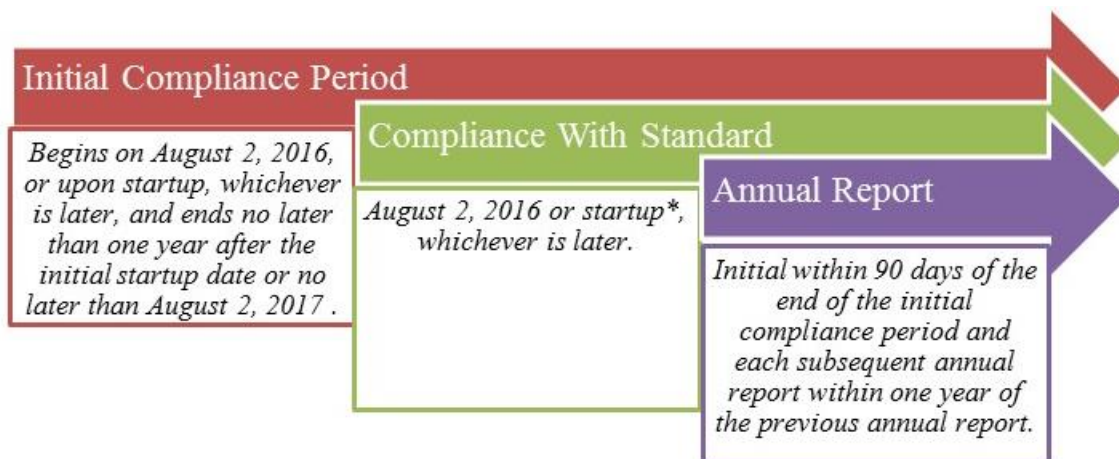 Initial Compliance Period
Begins on August 2, 2016,
or upon startup, whichever
is later, and ends no later
than one year after the
initial startup date or no
later than August 2, 2017 .
Compliance With Standard
August 2, 2016 or startup*,
whichever is later.
Annual Report
Initial within 90 days of the
end of the initial
compliance period and
each subsequent annual
report within one year of
the previous annual report.